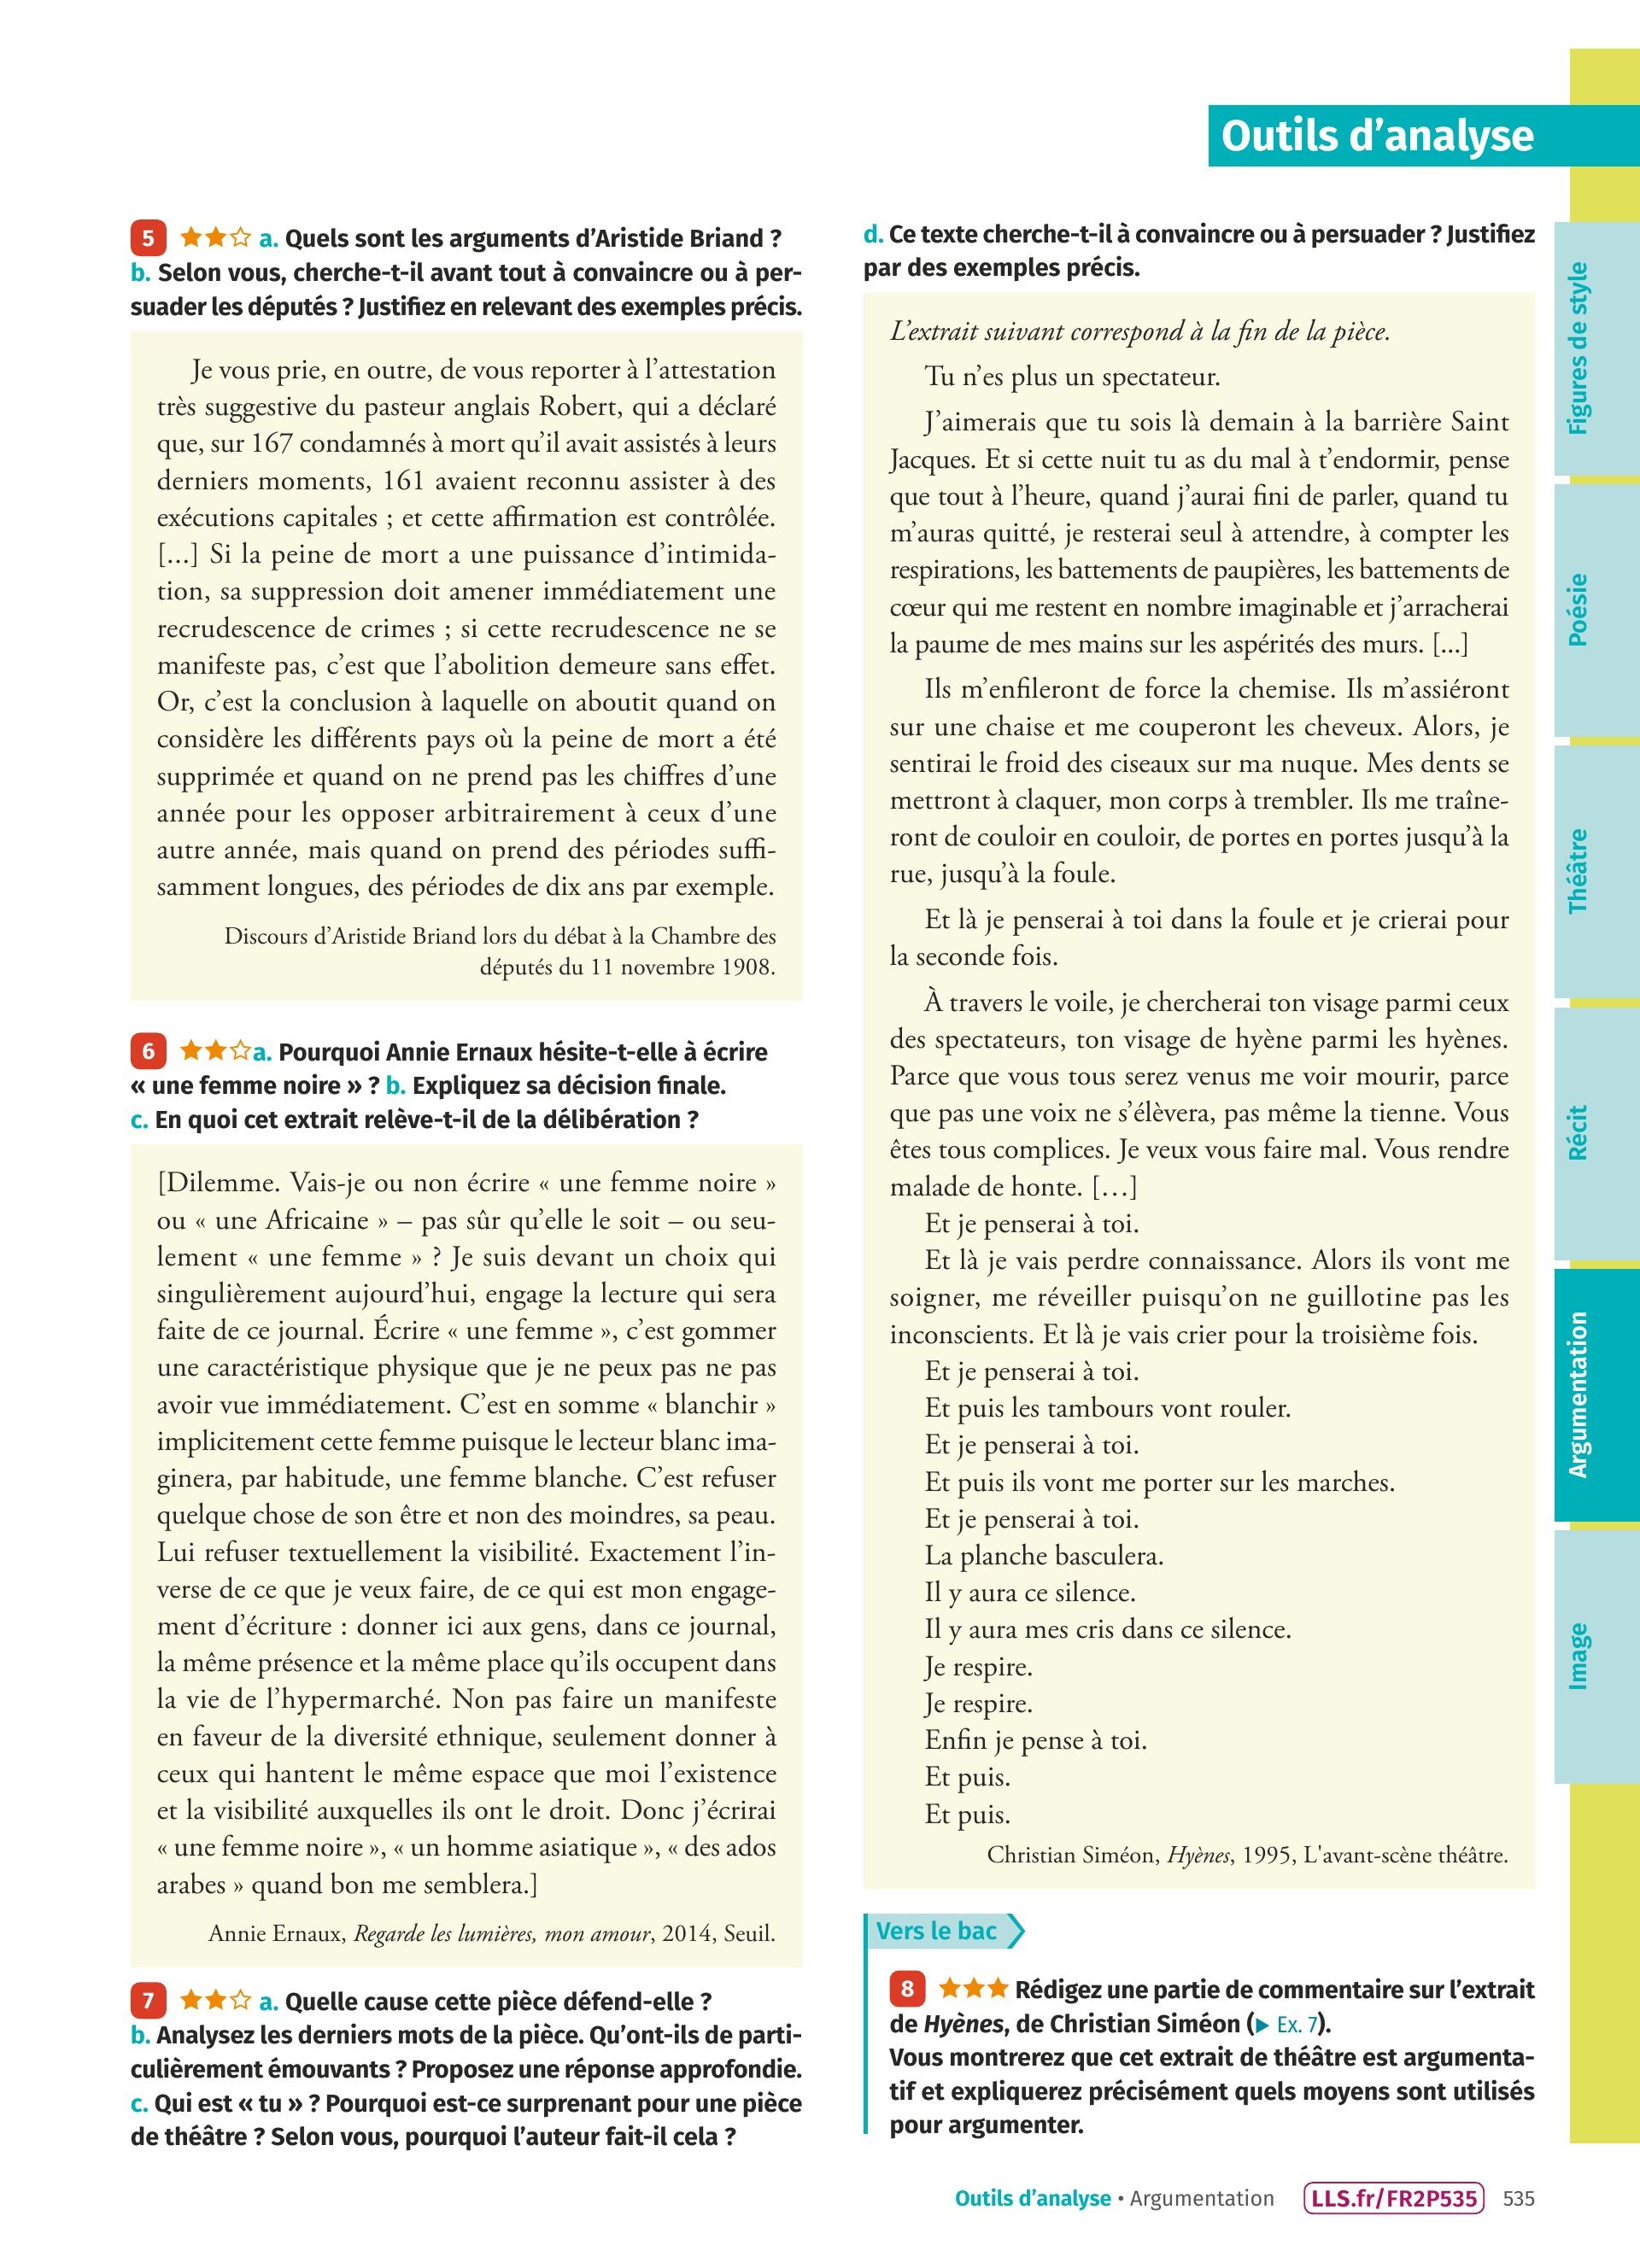 Outils d’analyse
5 a. Quels sont les arguments d’Aristide Briand ?
b. Selon vous, cherche-t-il avant tout à convaincre ou à per-
suader les députés ? Justifiez en relevant des exemples précis.
Je vous prie, en outre, de vous reporter à l’attestation
très suggestive du pasteur anglais Robert, qui a déclaré
que, sur 167 condamnés à mort qu’il avait assistés à leurs
derniers moments, 161 avaient reconnu assister à des
exécutions capitales ; et cette affirmation est contrôlée.
[...] Si la peine de mort a une puissance d’intimida-
tion, sa suppression doit amener immédiatement une
recrudescence de crimes ; si cette recrudescence ne se
manifeste pas, c’est que l’abolition demeure sans effet.
Or, c’est la conclusion à laquelle on aboutit quand on
considère les différents pays où la peine de mort a été
supprimée et quand on ne prend pas les chiffres d’une
année pour les opposer arbitrairement à ceux d’une
autre année, mais quand on prend des périodes suffi-
samment longues, des périodes de dix ans par exemple.
Discours d’Aristide Briand lors du débat à la Chambre des
députés du 11 novembre 1908.
6 a. Pourquoi Annie Ernaux hésite-t-elle à écrire
« une femme noire » ? b. Expliquez sa décision finale.
c. En quoi cet extrait relève-t-il de la délibération ?
[Dilemme. Vais-je ou non écrire « une femme noire »
ou « une Africaine » – pas sûr qu’elle le soit – ou seu-
lement « une femme » ? Je suis devant un choix qui
singulièrement aujourd’hui, engage la lecture qui sera
faite de ce journal. Écrire « une femme », c’est gommer
une caractéristique physique que je ne peux pas ne pas
avoir vue immédiatement. C’est en somme « blanchir »
implicitement cette femme puisque le lecteur blanc ima-
ginera, par habitude, une femme blanche. C’est refuser
quelque chose de son être et non des moindres, sa peau.
Lui refuser textuellement la visibilité. Exactement l’in-
verse de ce que je veux faire, de ce qui est mon engage-
ment d’écriture : donner ici aux gens, dans ce journal,
la même présence et la même place qu’ils occupent dans
la vie de l’hypermarché. Non pas faire un manifeste
en faveur de la diversité ethnique, seulement donner à
ceux qui hantent le même espace que moi l’existence
et la visibilité auxquelles ils ont le droit. Donc j’écrirai
« une femme noire », « un homme asiatique », « des ados
arabes » quand bon me semblera.]
Annie Ernaux, Regarde les lumières, mon amour, 2014, Seuil.
7 a. Quelle cause cette pièce défend-elle ?
b. Analysez les derniers mots de la pièce. Qu’ont-ils de parti-
culièrement émouvants ? Proposez une réponse approfondie.
c. Qui est « tu » ? Pourquoi est-ce surprenant pour une pièce
de théâtre ? Selon vous, pourquoi l’auteur fait-il cela ?
d. Ce texte cherche-t-il à convaincre ou à persuader ? Justifiez
par des exemples précis.
L’extrait suivant correspond à la fin de la pièce.
Tu n’es plus un spectateur.
J’aimerais que tu sois là demain à la barrière Saint
Jacques. Et si cette nuit tu as du mal à t’endormir, pense
que tout à l’heure, quand j’aurai fini de parler, quand tu
m’auras quitté, je resterai seul à attendre, à compter les
respirations, les battements de paupières, les battements de
cœur qui me restent en nombre imaginable et j’arracherai
la paume de mes mains sur les aspérités des murs. [...]
Ils m’enfileront de force la chemise. Ils m’assiéront
sur une chaise et me couperont les cheveux. Alors, je
sentirai le froid des ciseaux sur ma nuque. Mes dents se
mettront à claquer, mon corps à trembler. Ils me traîne-
ront de couloir en couloir, de portes en portes jusqu’à la
rue, jusqu’à la foule.
Et là je penserai à toi dans la foule et je crierai pour
la seconde fois.
À travers le voile, je chercherai ton visage parmi ceux
des spectateurs, ton visage de hyène parmi les hyènes.
Parce que vous tous serez venus me voir mourir, parce
que pas une voix ne s’élèvera, pas même la tienne. Vous
êtes tous complices. Je veux vous faire mal. Vous rendre
malade de honte. […]
Et je penserai à toi.
Et là je vais perdre connaissance. Alors ils vont me
soigner, me réveiller puisqu’on ne guillotine pas les
inconscients. Et là je vais crier pour la troisième fois.
Et je penserai à toi.
Et puis les tambours vont rouler.
Et je penserai à toi.
Et puis ils vont me porter sur les marches.
Et je penserai à toi.
La planche basculera.
Il y aura ce silence.
Il y aura mes cris dans ce silence.
Je respire.
Je respire.
Enfin je pense à toi.
Et puis.
Et puis.
Christian Siméon, Hyènes, 1995, L'avant-scène théâtre.
Vers le bac
8 Rédigez une partie de commentaire sur l’extrait
de Hyènes, de Christian Siméon (▶ Ex. 7).
Vous montrerez que cet extrait de théâtre est argumenta-
tif et expliquerez précisément quels moyens sont utilisés
pour argumenter.
Figures de style
Poésie
Théâtre
Récit
Argumentation
Image
Outils d’analyse • Argumentation LLS.fr/FR2P535 535